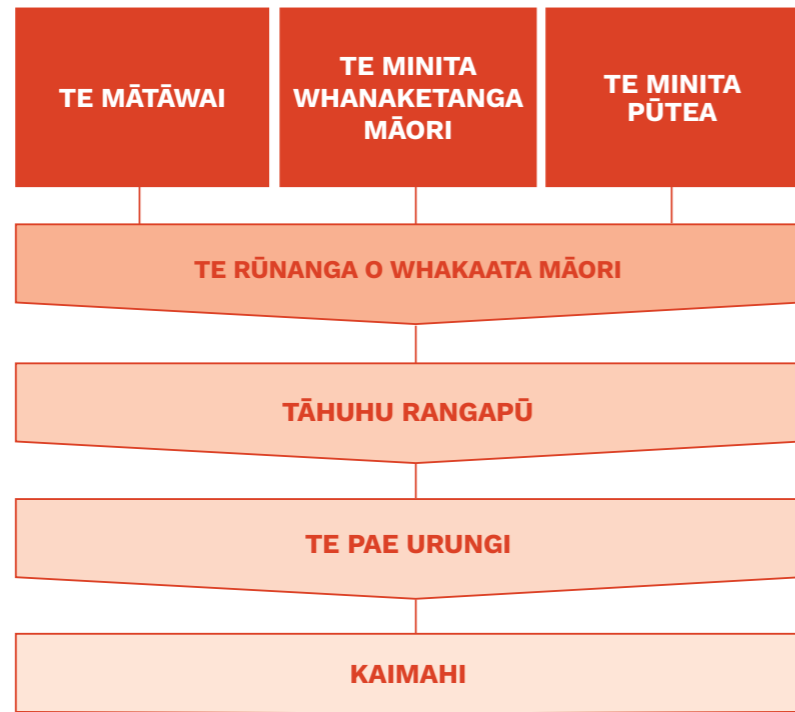 TE MĀTĀWAI
TE MINITA
WHANAKETANGA
MĀORI
TE MINITA
PŪTEA
TE RŪNANGA O WHAKAATA MĀORI
TĀHUHU RANGAPŪ
TE PAE URUNGI
KAIMAHI